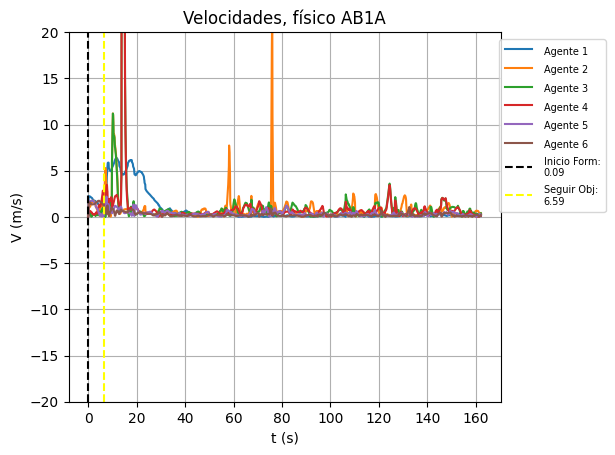 Velocidades, físico AB1A
20
15
10
5
0
−5
−10
−15
−20
V (m/s)
0
20
40
60
80
100
120
140
160
t (s)
Agente 1
Agente 2
Agente 3
Agente 4
Agente 5
Agente 6
Inicio Form:
0.09
Seguir Obj:
6.59